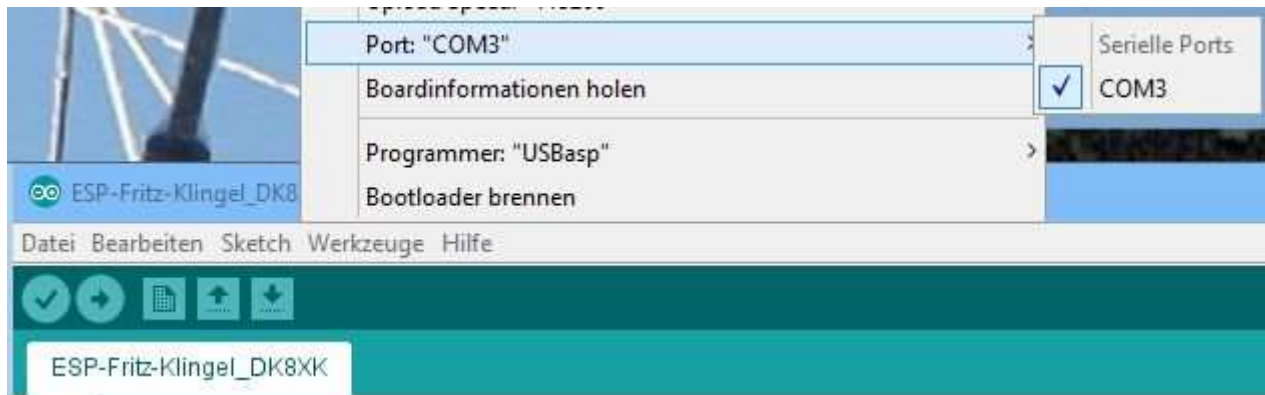 Port: "COM3"
Serielle Ports
Boardinformationen holen
COM3
Programmer: "USBasp"
ESP-Fritz-Klingel_DK8
Bootloader brennen
Datei Bearbeiten Sketch Werkzeuge Hilfe
ESP-Fritz-Klingel_DK8XK